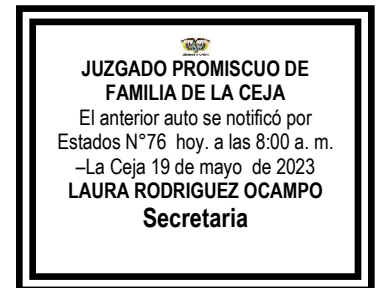 JUZGADO PROMISCUO DE
FAMILIA DE LA CEJA
El anterior auto se notificó por
Estados N°76 hoy. a las 8:00 a. m.
–La Ceja 19 de mayo de 2023
LAURA RODRIGUEZ OCAMPO
Secretaria